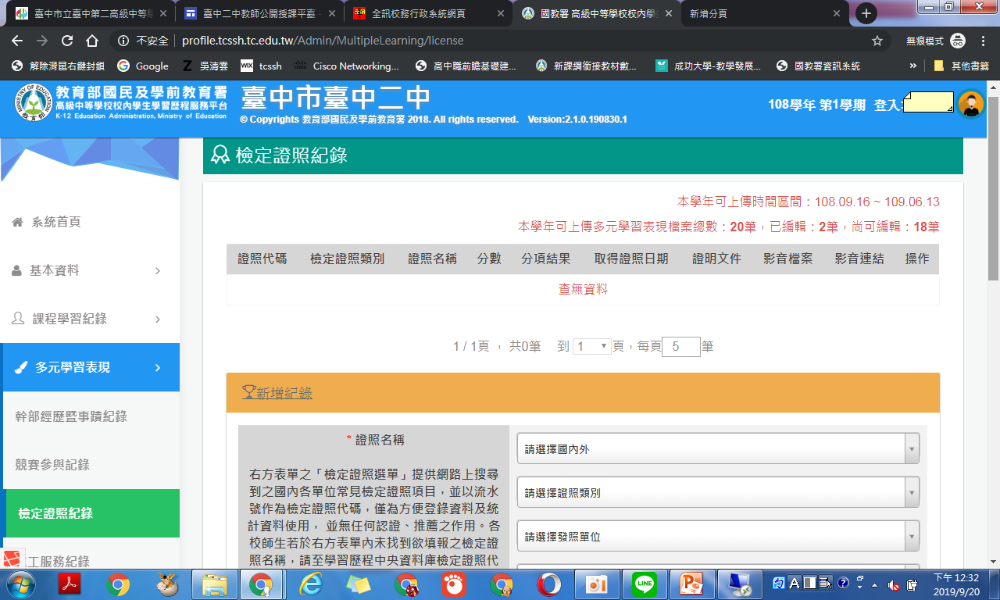 臺中市立臺中第二高級中等學
臺中二中教師公開授課平臺 -
全訊校務行政系統網頁
國教署 高級中等學校校內學生
新增分頁
不安全
profile.tcssh.tc.edu.tw/Admin/MultipleLearning/license
無痕模式
解除滑鼠右鍵封鎖
Google
吳清雲
WIX tcssh
Cisco Networking...
高中職前瞻基礎建...
新課綱銜接教材數...
成功大學-教學發展...
國教署資訊系統
»
其他書籤
教育部國民及學前教育署
高級中等學校校內學生學習歷程服務平台
K-12 Education Administration, Ministry of Education
臺中市臺中二中
© Copyrights 教育部國民及學前教育署 2018. All rights reserved. Version:2.1.0.190830.1
108學年 第1學期 登入
檢定證照紀錄
系統首頁
基本資料
課程學習紀錄
多元學習表現
幹部經歷暨事蹟紀錄
競賽參與記錄
檢定證照紀錄
工服務紀錄
本學年可上傳時間區間：108.09.16 ~ 109.06.13
本學年可上傳多元學習表現檔案總數：20筆，已編輯：2筆，尚可編輯：18筆
證照代碼 檢定證照類別 證照名稱 分數 分項結果 取得證照日期 證明文件 影音檔案 影音連結 操作
查無資料
1 / 1頁 ， 共0筆 到 1 頁，每頁 5 筆
新增紀錄
* 證照名稱
右方表單之「檢定證照選單」提供網路上搜尋
到之國內各單位常見檢定證照項目，並以流水
號作為檢定證照代碼，僅為方便登錄資料及統
計資料使用， 並無任何認證、推薦之作用。各
校師生若於右方表單內未找到欲填報之檢定證
照名稱，請至學習歷程中央資料庫檢定證照代
請選擇國內外
請選擇證照類別
請選擇發照單位
LINE
A
下午 12:32
2019/9/20